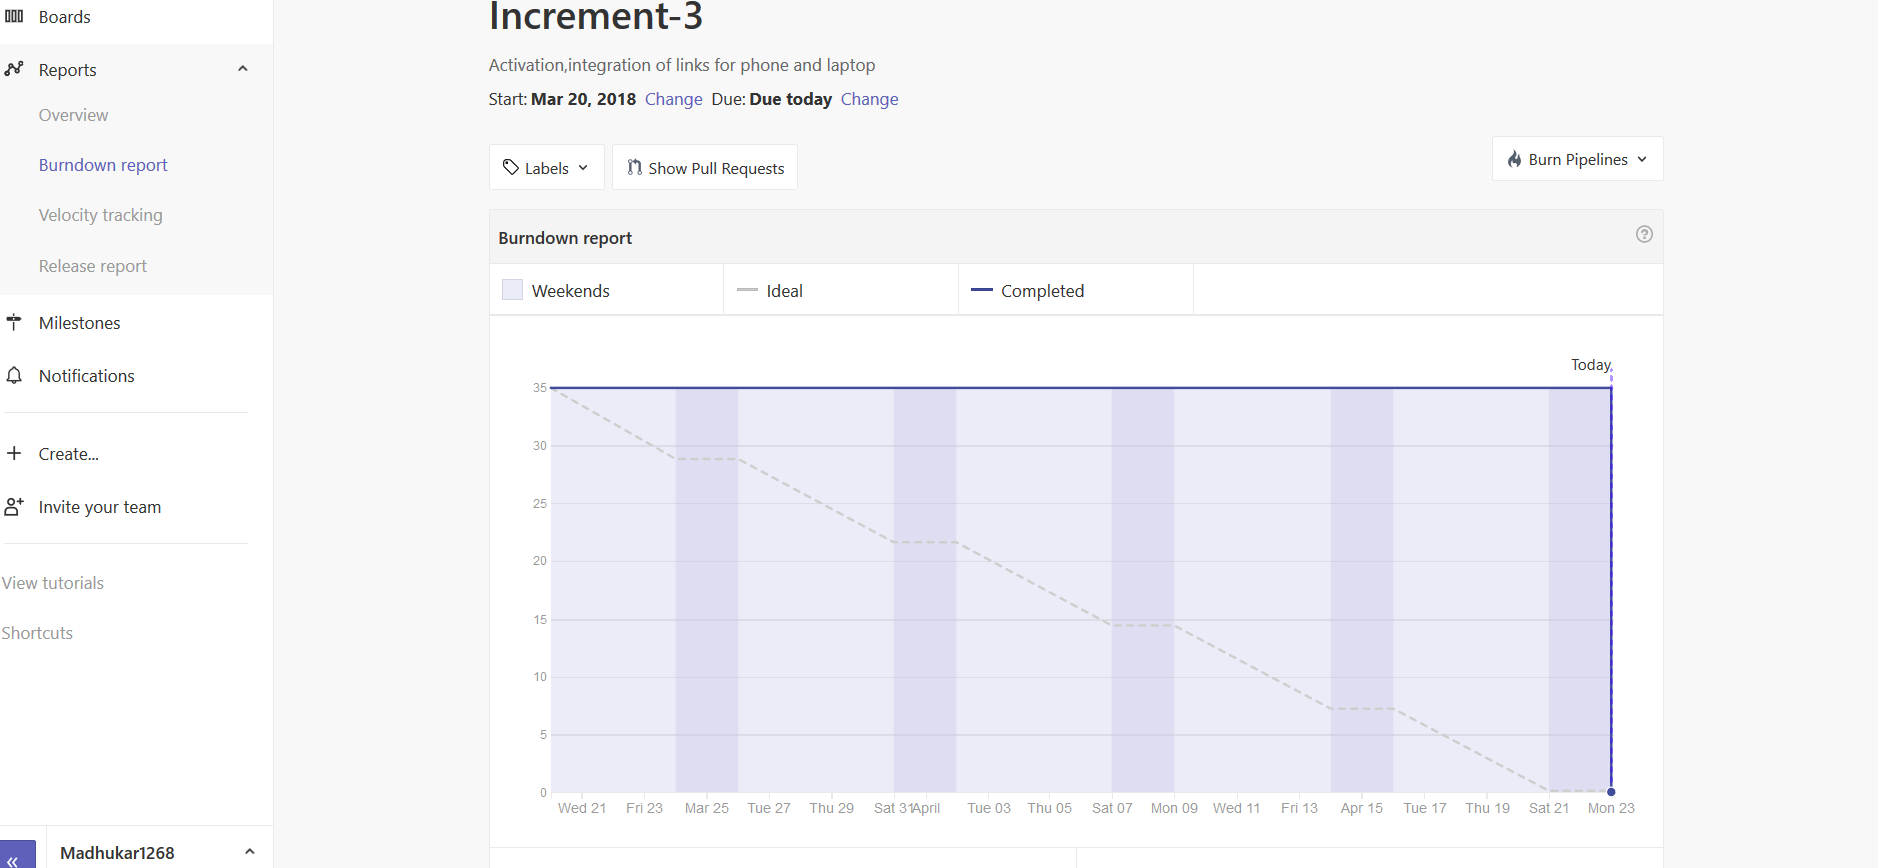 Boards
Reports
Overview
Burndown report
Velocity tracking
Release report
Milestones
Notifications
Create...
Invite your team
View tutorials
Shortcuts
Madhukar1268
Increment-3
Activation,integration of links for phone and laptop
Start: Mar 20, 2018 Change Due: Due today Change
Labels Show Pull Requests Burn Pipelines
Burndown report
Weekends Ideal Completed
Today
35
30
25
20
15
10
5
0
Wed 21 Fri 23 Mar 25 Tue 27 Thu 29 Sat 31 April Tue 03 Thu 05 Sat 07 Mon 09 Wed 11 Fri 13 Apr 15 Tue 17 Thu 19 Sat 21 Mon 23